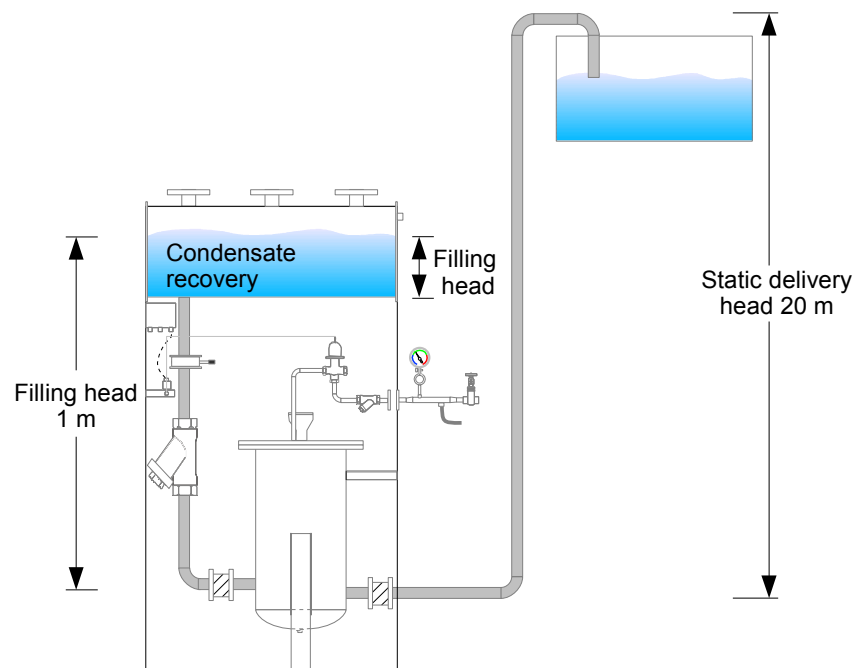 Condensate
recovery
Filling
head
Static delivery
head 20 m
Filling head
1 m